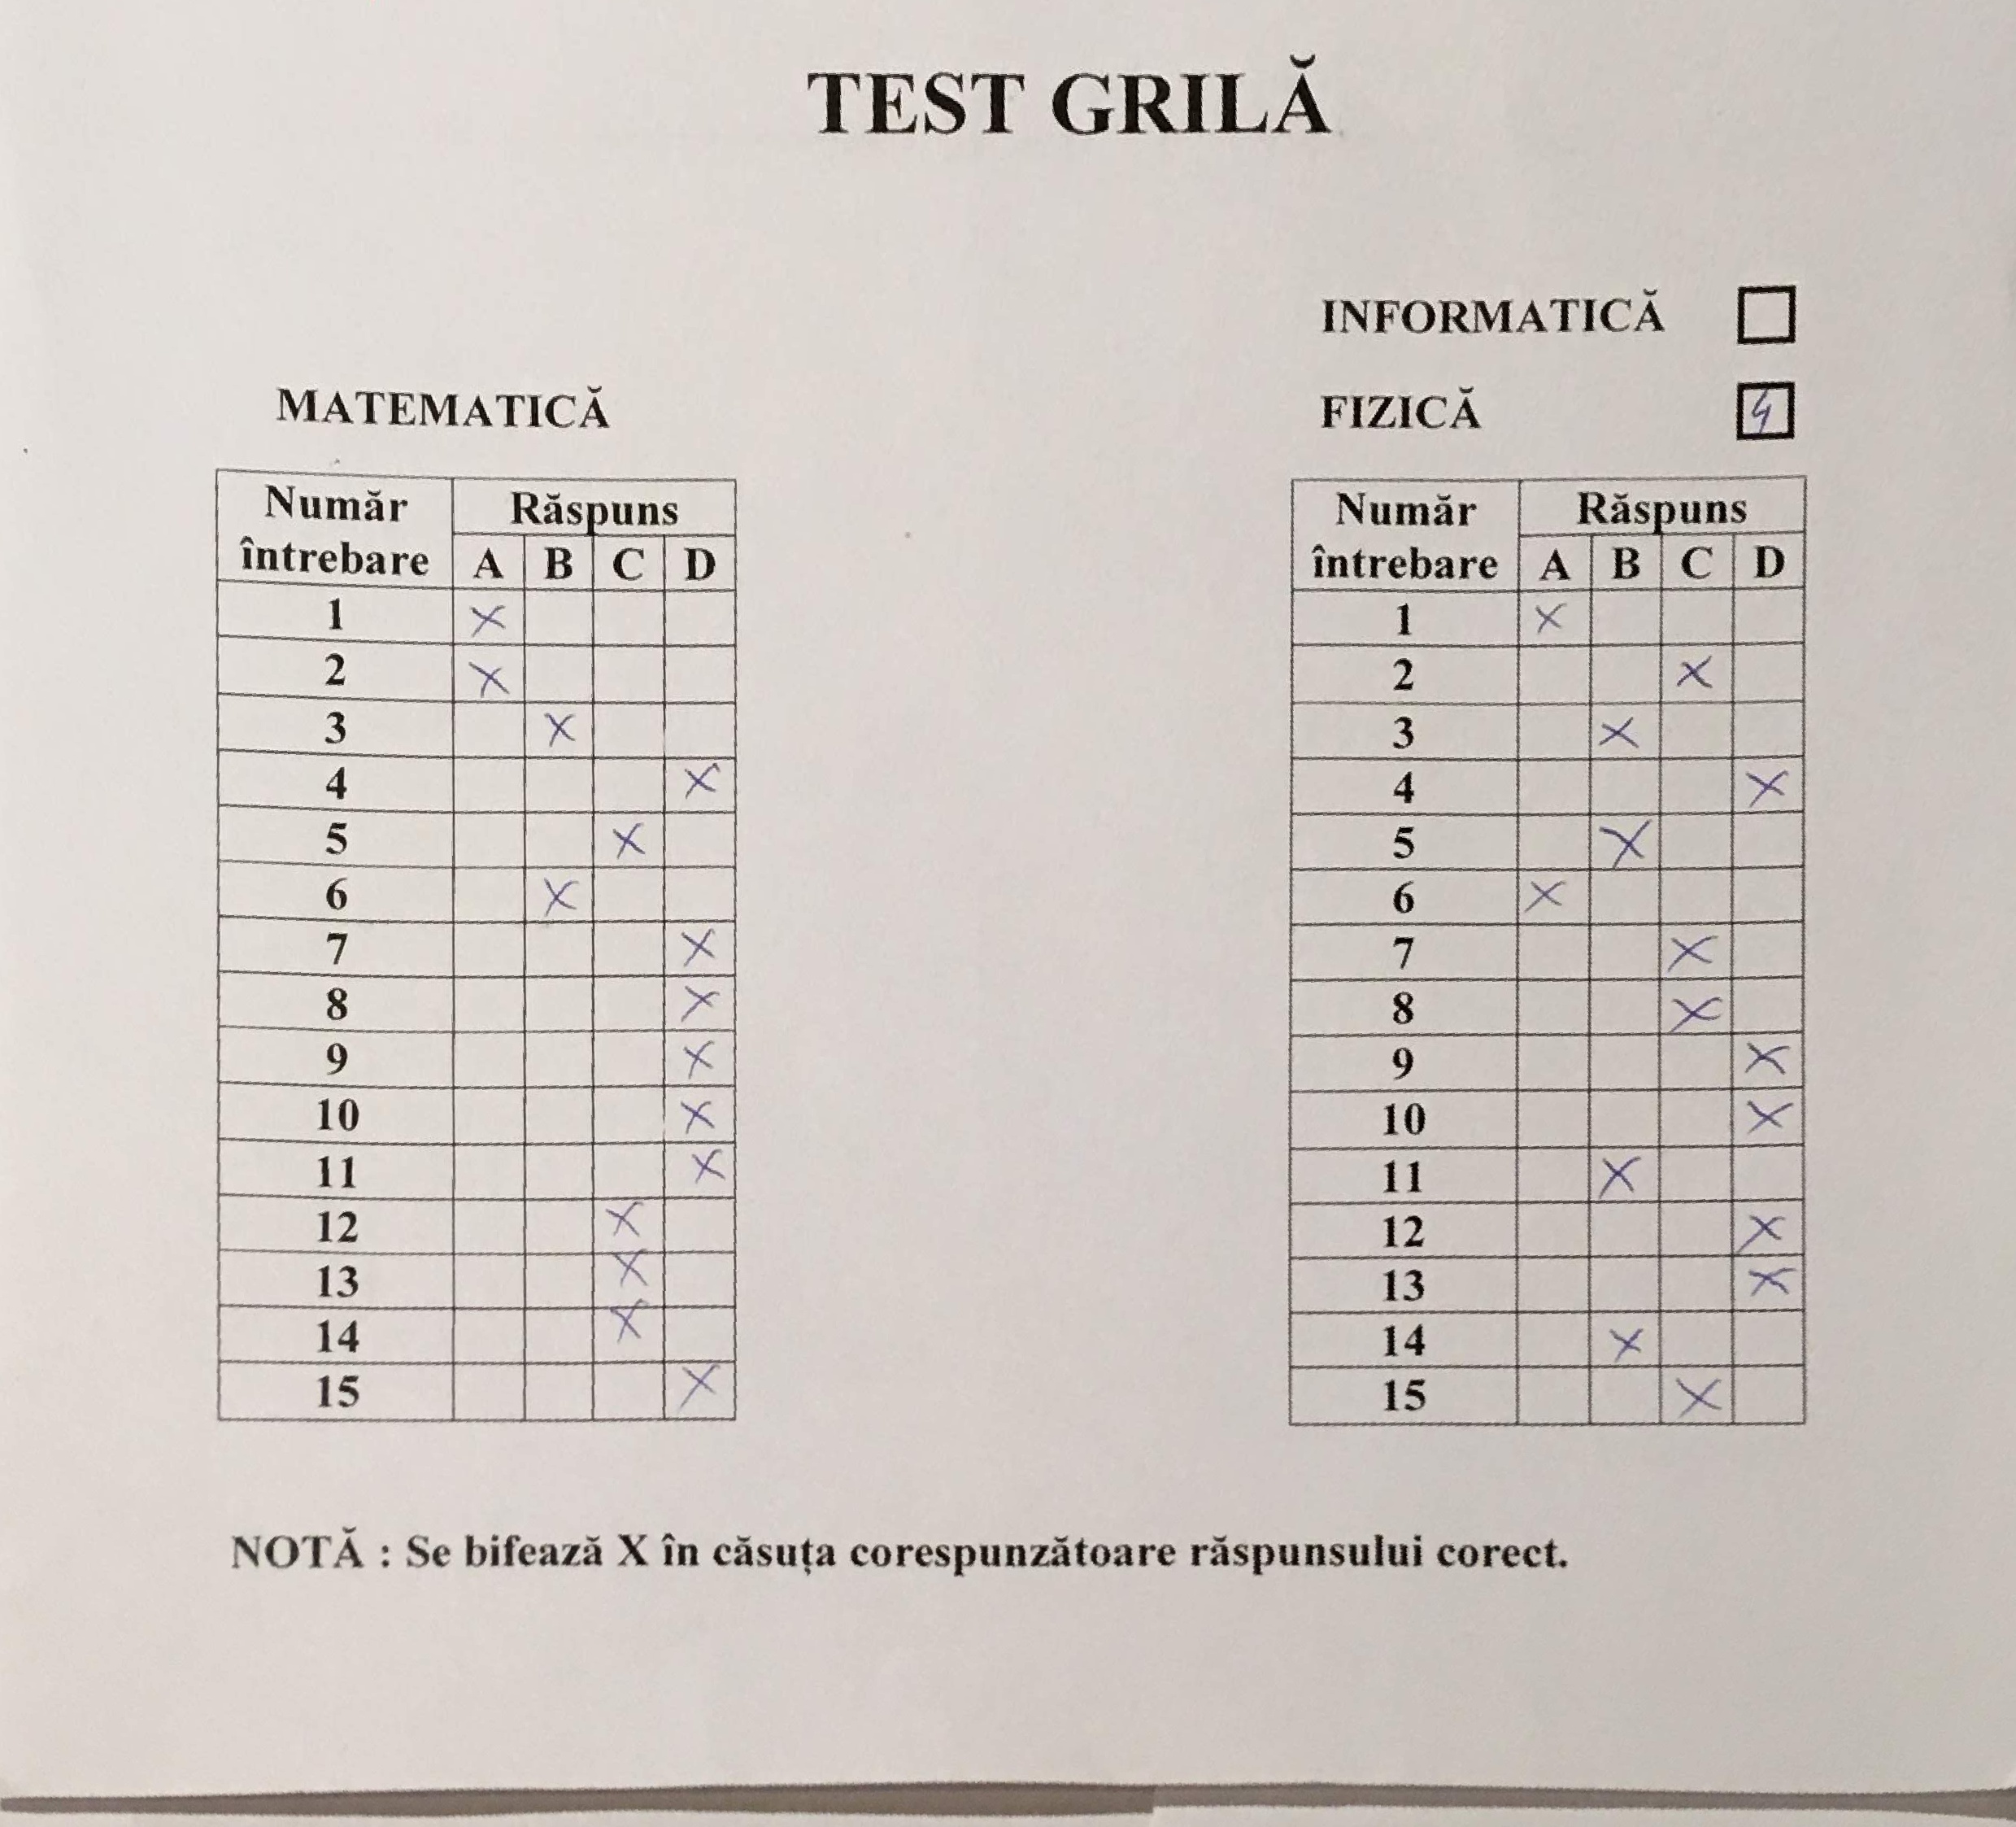 TEST GRILĂ
INFORMATICĂ
MATEMATICĂ
FIZICĂ 4
Număr întrebare Răspuns
A B C D
1 X
2 X
3 X
4 X
5 X
6 X
7 X
8 X
9 X
10 X
11 X
12 X
13 X
14 X
15 X
Număr întrebare Răspuns
A B C D
1 X
2 X
3 X
4 X
5 X
6 X
7 X
8 X
9 X
10 X
11 X
12 X
13 X
14 X
15 X
NOTĂ : Se bifează X în căsuța corespunzătoare răspunsului corect.